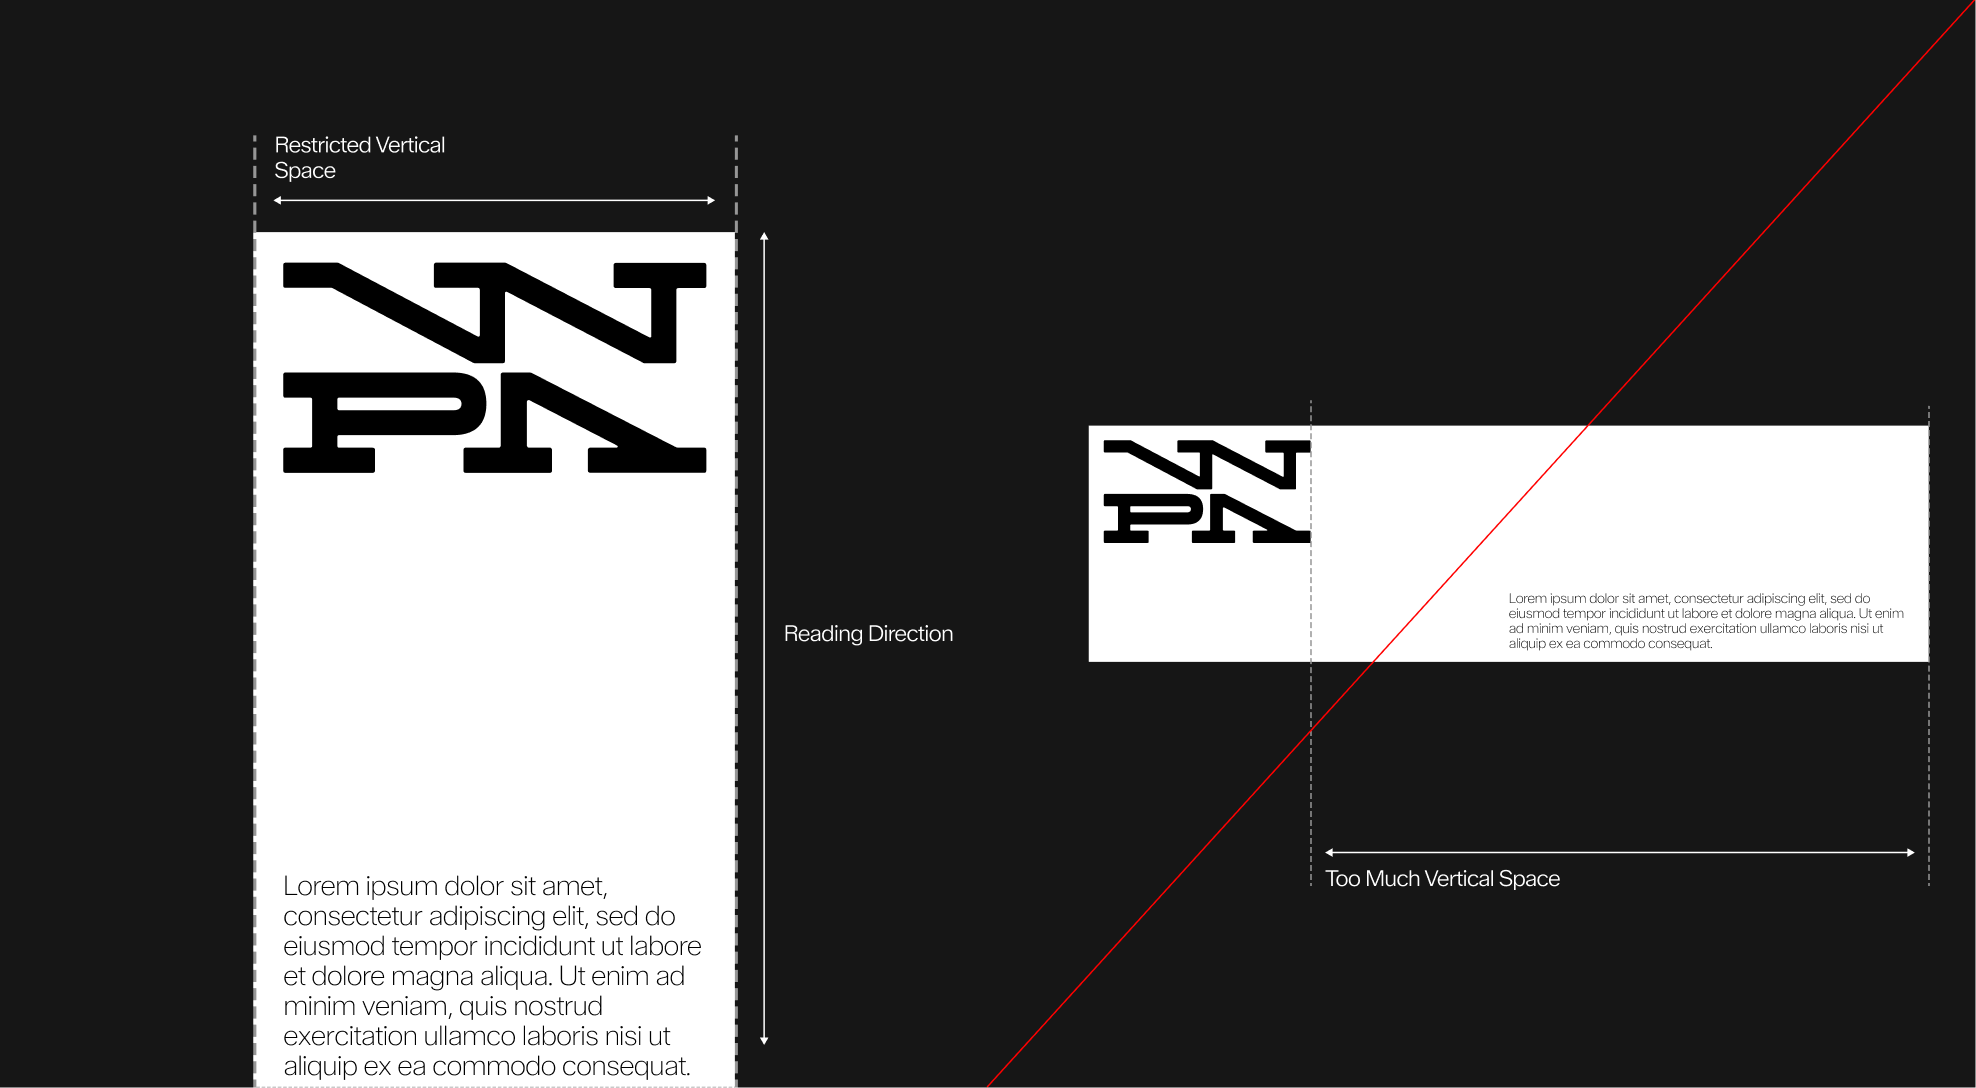 Restricted Vertical
Space
NN
PN
Reading Direction
Lorem ipsum dolor sit amet,
consectetur adipiscing elit, sed do
eiusmod tempor incididunt ut labore
et dolore magna aliqua. Ut enim ad
minim veniam, quis nostrud
exercitation ullamco laboris nisi ut
aliquip ex ea commodo consequat.
NN
PN
Lorem ipsum dolor sit amet, consectetur adipiscing elit, sed do
eiusmod tempor incididunt ut labore et dolore magna aliqua. Ut enim
ad minim veniam, quis nostrud exercitation ullamco laboris nisi ut
aliquip ex ea commodo consequat.
Too Much Vertical Space